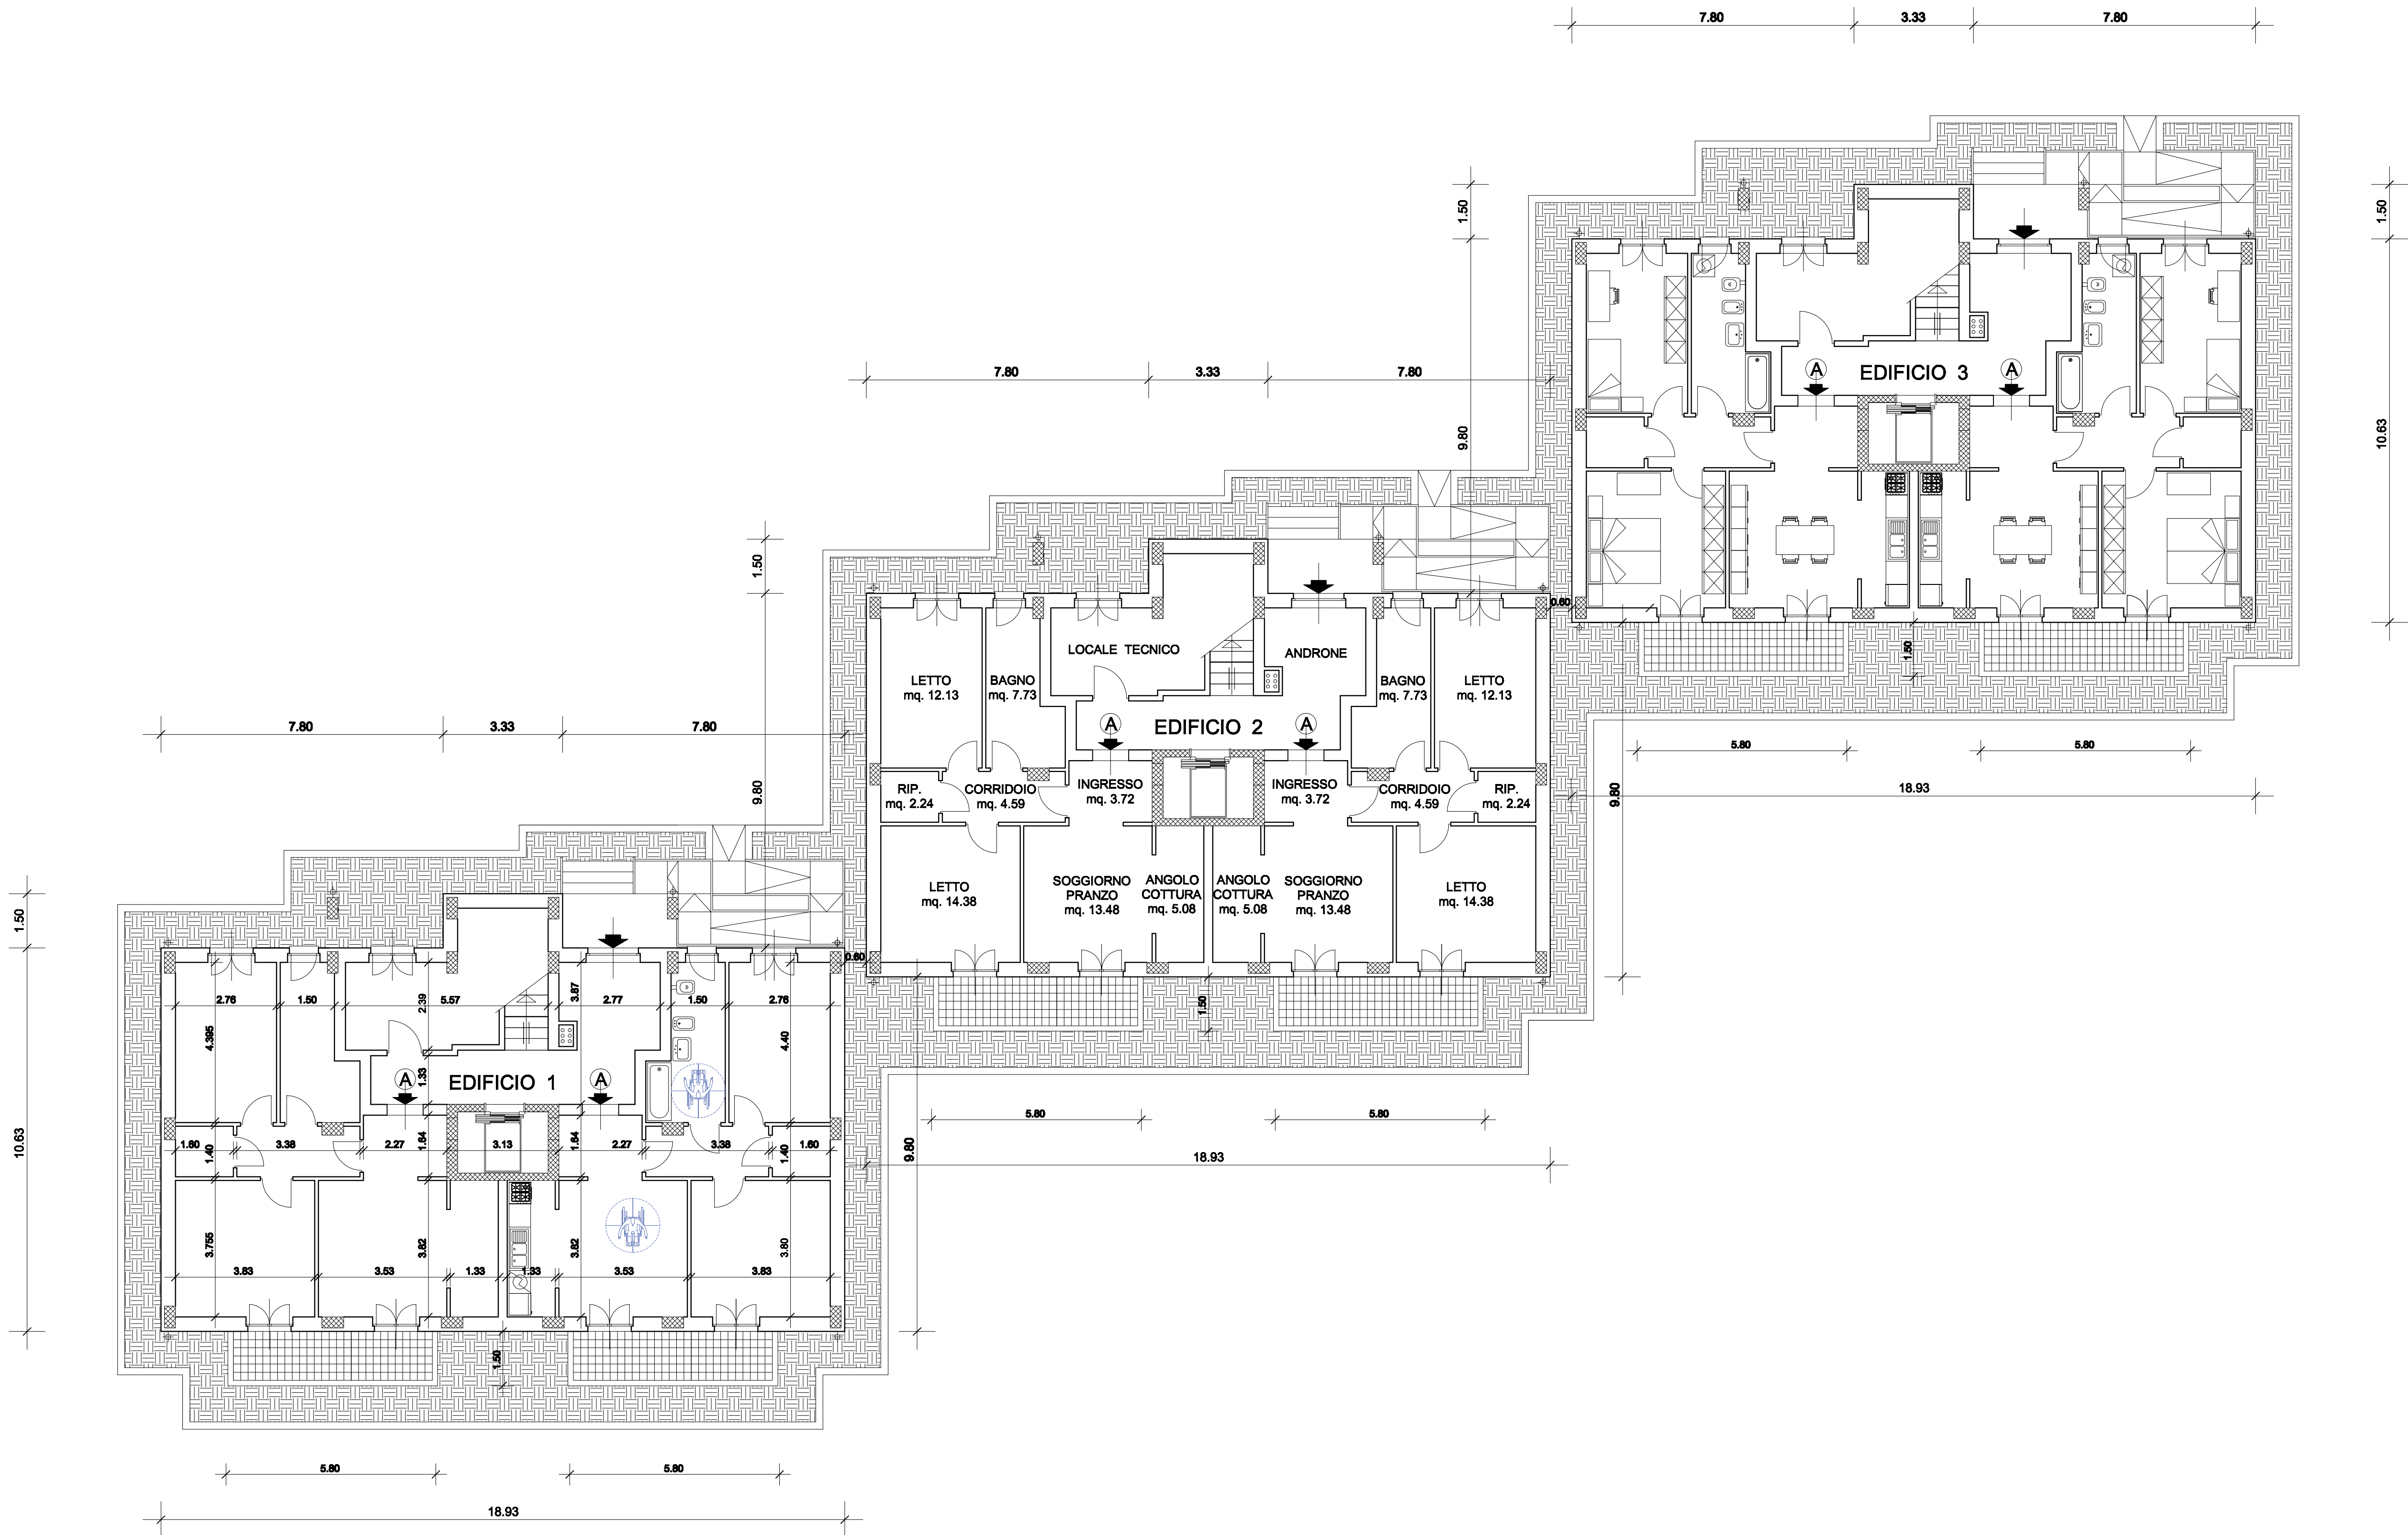 7.80
3.33
7.80
1.50
10.63
1.50
9.80
EDIFICIO 3
A
A
0.60
1.50
5.80
5.80
18.93
9.80
7.80
3.33
7.80
1.50
9.80
LOCALE TECNICO
ANDRONE
LETTO
mq. 12.13
BAGNO
mq. 7.73
BAGNO
mq. 7.73
LETTO
mq. 12.13
A
EDIFICIO 2
A
RIP.
mq. 2.24
CORRIDOIO
mq. 4.59
INGRESSO
mq. 3.72
INGRESSO
mq. 3.72
CORRIDOIO
mq. 4.59
RIP.
mq. 2.24
LETTO
mq. 14.38
SOGGIORNO
PRANZO
mq. 13.48
ANGOLO
COTTURA
mq. 5.08
ANGOLO
COTTURA
mq. 5.08
SOGGIORNO
PRANZO
mq. 13.48
LETTO
mq. 14.38
0.60
1.50
5.80
5.80
18.93
9.80
7.80
3.33
7.80
1.50
10.63
2.76
1.50
2.39
5.57
3.87
2.77
1.50
2.76
4.395
4.40
1.33
A
EDIFICIO 1
A
1.60
1.40
3.38
2.27
1.64
3.13
1.64
2.27
3.38
1.40
1.60
3.755
3.82
3.82
3.80
3.83
3.53
1.33
1.33
3.53
3.83
1.50
5.80
5.80
18.93